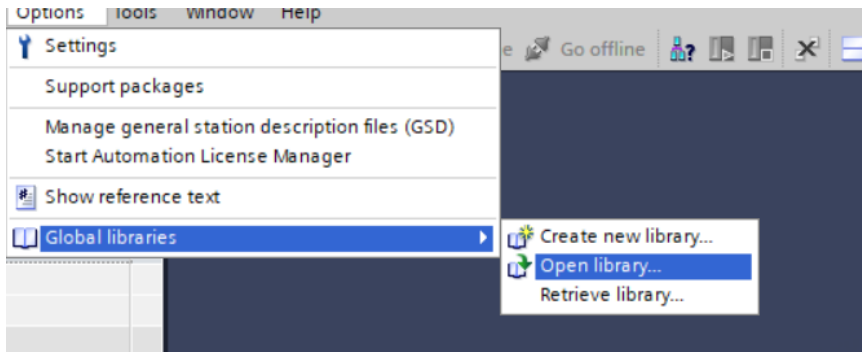 Options Tools Window Help
Settings
Go offline
Support packages
Manage general station description files (GSD)
Start Automation License Manager
Show reference text
Global libraries
Create new library...
Open library...
Retrieve library...